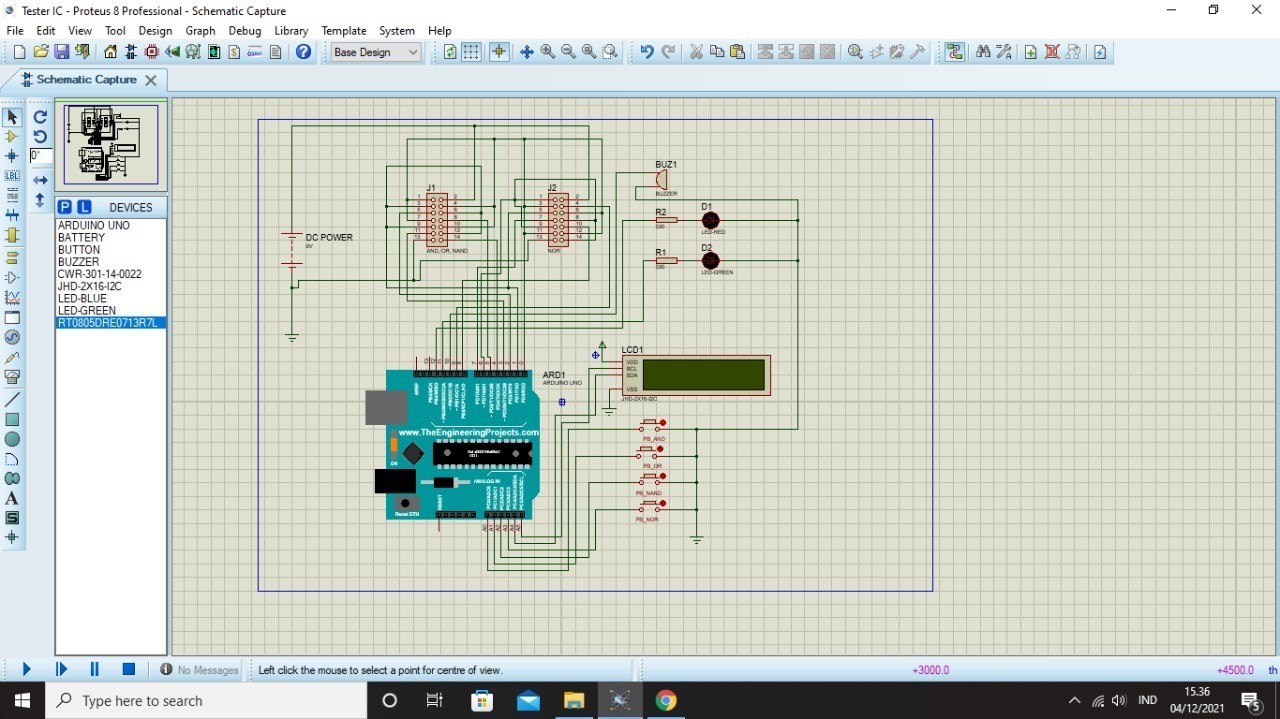 Tester IC - Proteus 8 Professional - Schematic Capture
File Edit View Tool Design Graph Debug Library Template System Help
Base Design
Schematic Capture
0°
LBL
P L DEVICES
ARDUINO UNO
BATTERY
BUTTON
BUZZER
CWR-301-14-0022
JHD-2X16-I2C
LED-BLUE
LED-GREEN
RT0805DRE0713R7L
A
S
BUZ1
BUZZER
J1
J2
R2
330
D1
LED-RED
DC POWER
9V
AND, OR, NAND
NOR
R1
330
D2
LED-GREEN
LCD1
VDD
SCL
SDA
VSS
JHD-2X16-I2C
ARD1
ARDUINO UNO
www.TheEngineeringProjects.com
ANALOG IN
RESET
Reset BTN
PB_AND
PB_OR
PB_NAND
PB_NOR
No Messages
Left click the mouse to select a point for centre of view.
+3000.0
+4500.0
th
Type here to search
IND
15.36
04/12/2021
5